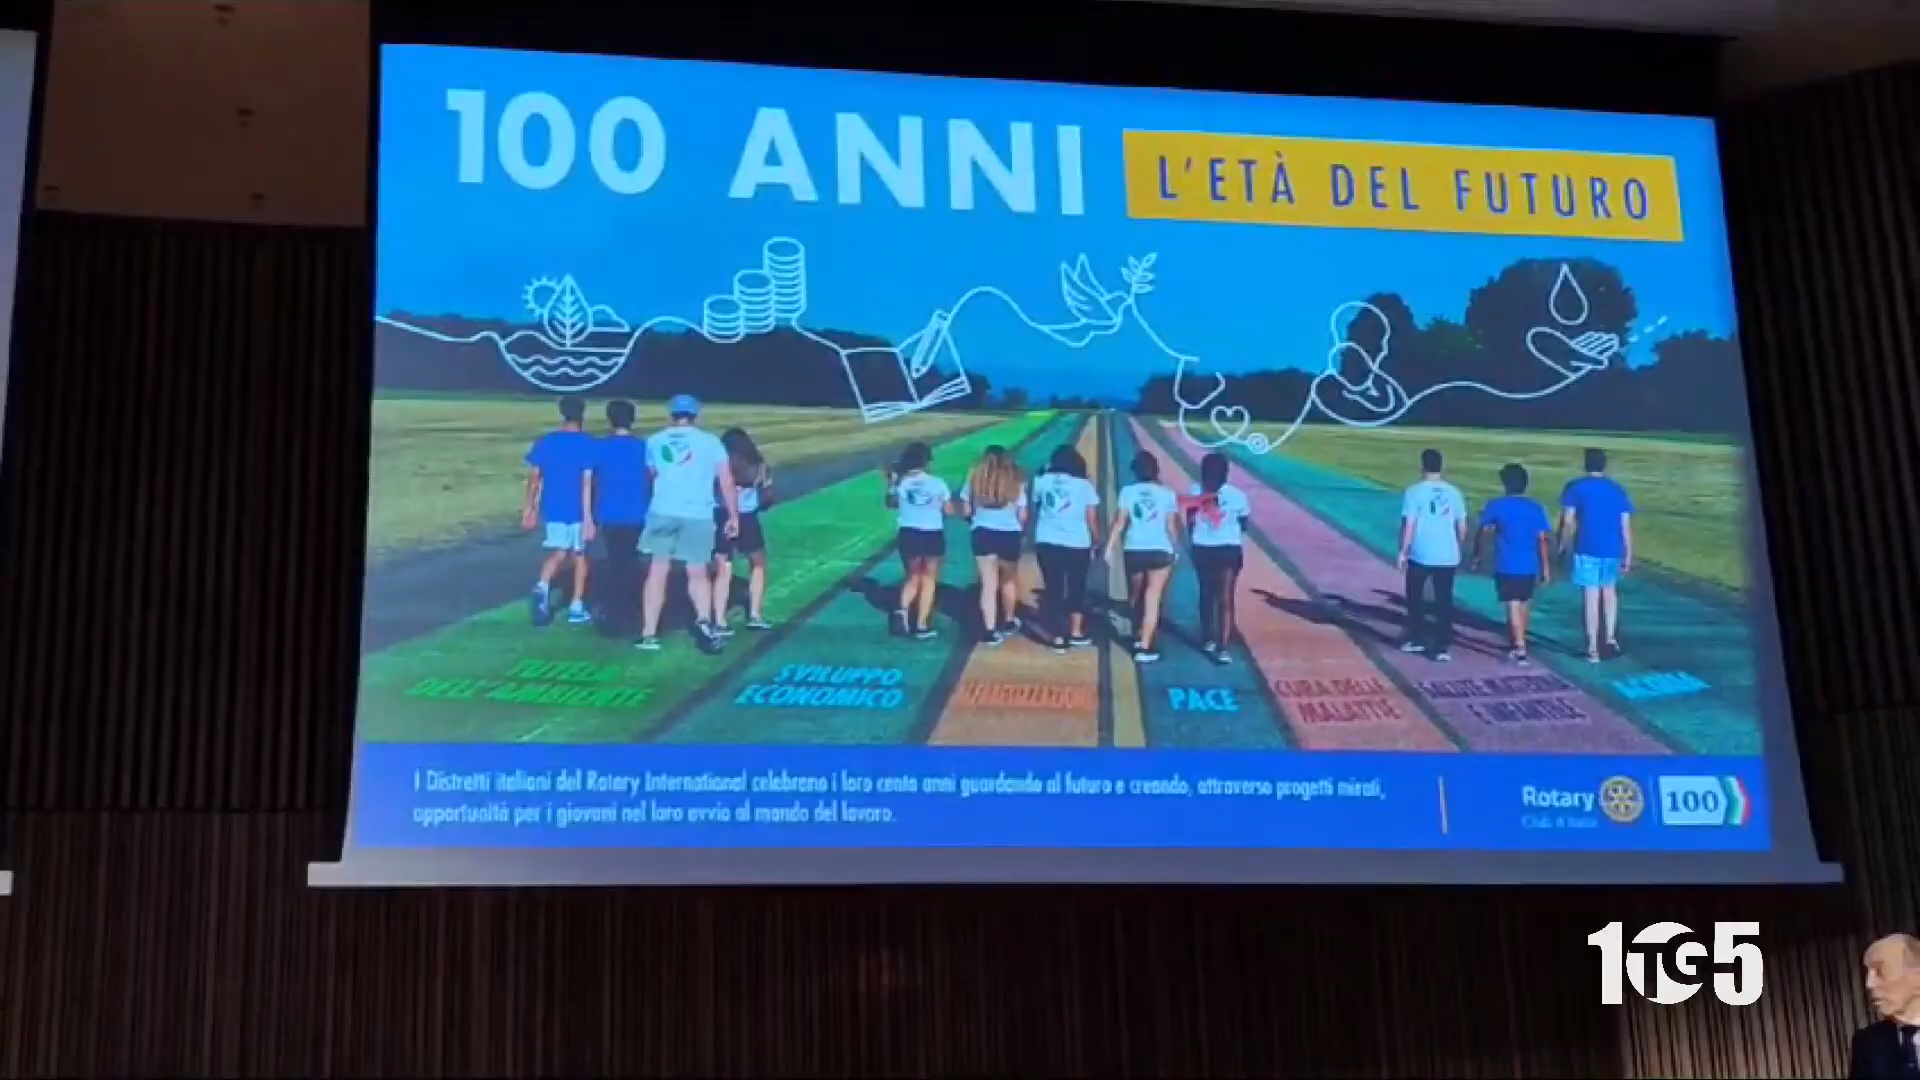 100 ANNI
L'ETÀ DEL FUTURO
TUTELA
DELL'AMBIENTE
SVILUPPO
ECONOMICO
PACE
CURA DELLE
MALATTIE
SALUTE MATERNA
E INFANTILE
I Distretti italiani del Rotary International celebrano i loro cento anni guardando al futuro e creando, attraverso progetti mirati,
opportunità per i giovani nel loro avvio al mondo del lavoro.
Rotary
100
1TG5